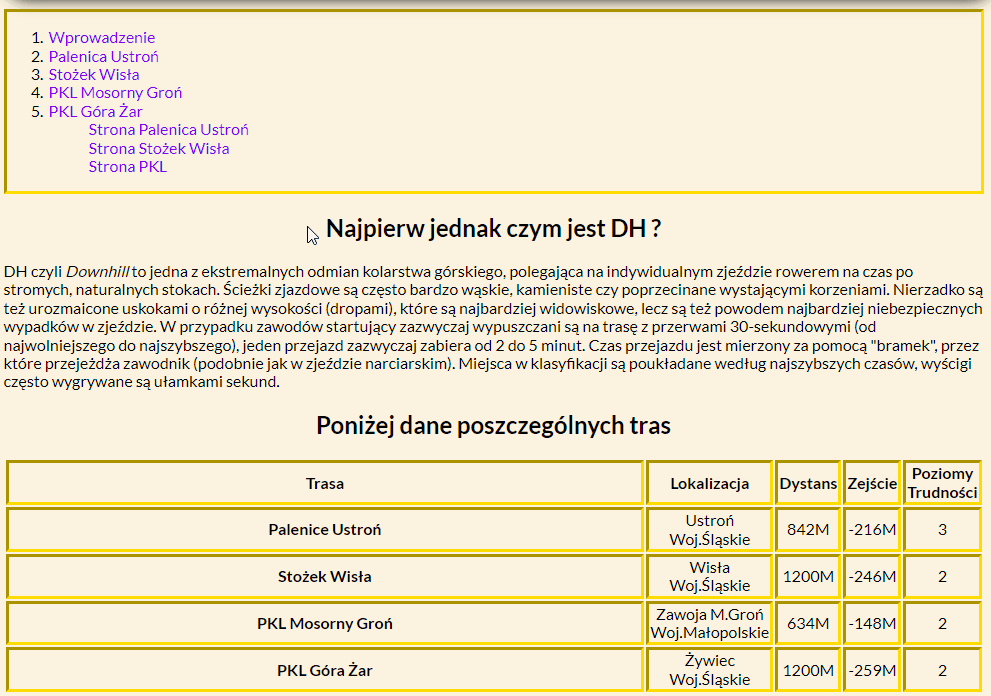 1. Wprowadzenie
2. Palenica Ustroń
3. Stożek Wisła
4. PKL Mosorny Groń
5. PKL Góra Żar
Strona Palenica Ustroń
Strona Stożek Wisła
Strona PKL
Najpierw jednak czym jest DH ?
DH czyli Downhill to jedna z ekstremalnych odmian kolarstwa górskiego, polegająca na indywidualnym zjeździe rowerem na czas po
stromych, naturalnych stokach. Ścieżki zjazdowe są często bardzo wąskie, kamieniste czy poprzecinane wystającymi korzeniami. Nierzadko są
też urozmaicone uskokami o różnej wysokości (dropami), które są najbardziej widowiskowe, lecz są też powodem najbardziej niebezpiecznych
wypadków w zjeździe. W przypadku zawodów startujący zazwyczaj wypuszczani są na trasę z przerwami 30-sekundowymi (od
najwolniejszego do najszybszego), jeden przejazd zazwyczaj zabiera od 2 do 5 minut. Czas przejazdu jest mierzony za pomocą "bramek", przez
które przejeżdża zawodnik (podobnie jak w zjeździe narciarskim). Miejsca w klasyfikacji są poukładane według najszybszych czasów, wyścigi
często wygrywane są ułamkami sekund.
Poniżej dane poszczególnych tras
Trasa Lokalizacja Dystans Zejście Poziomy
Trudności
Palenice Ustroń Ustroń
Woj.Śląskie 842M -216M 3
Stożek Wisła Wisła
Woj.Śląskie 1200M -246M 2
PKL Mosorny Groń Zawoja M.Groń
Woj.Małopolskie 634M -148M 2
PKL Góra Żar Żywiec
Woj.Śląskie 1200M -259M 2